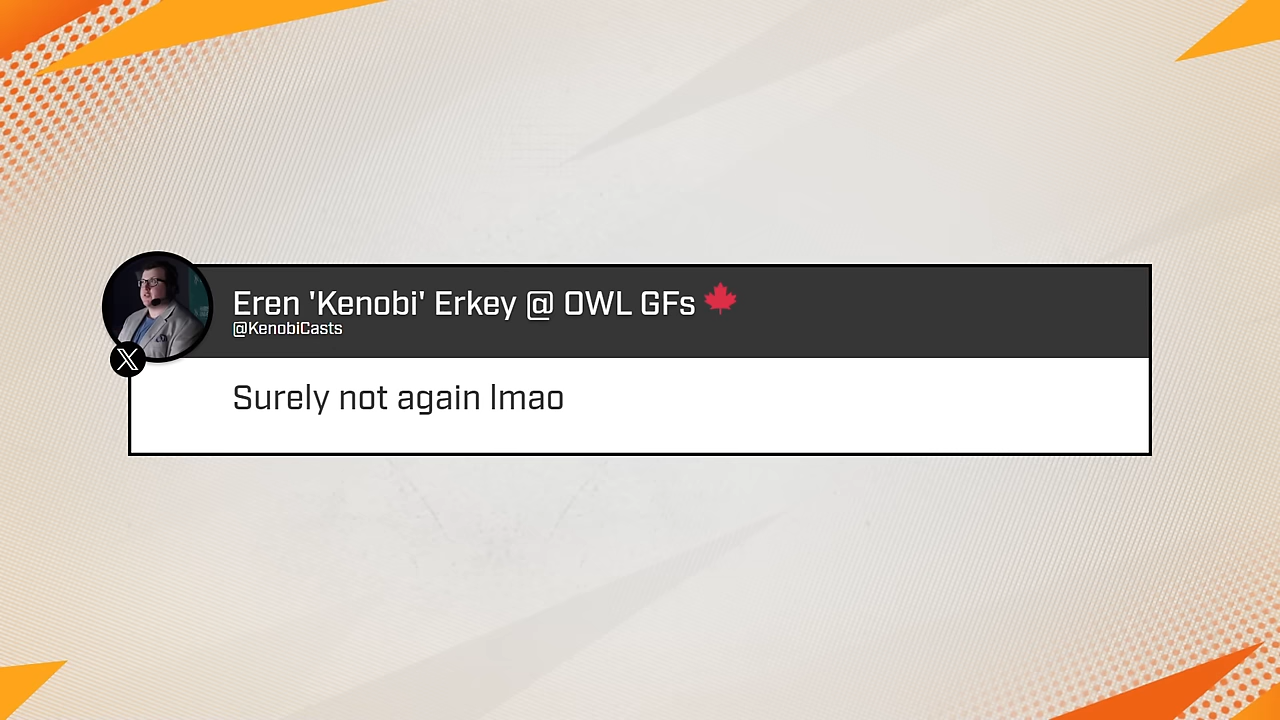 Eren 'Kenobi' Erkey @ OWL GFs 🍁
@KenobiCasts
Surely not again lmao